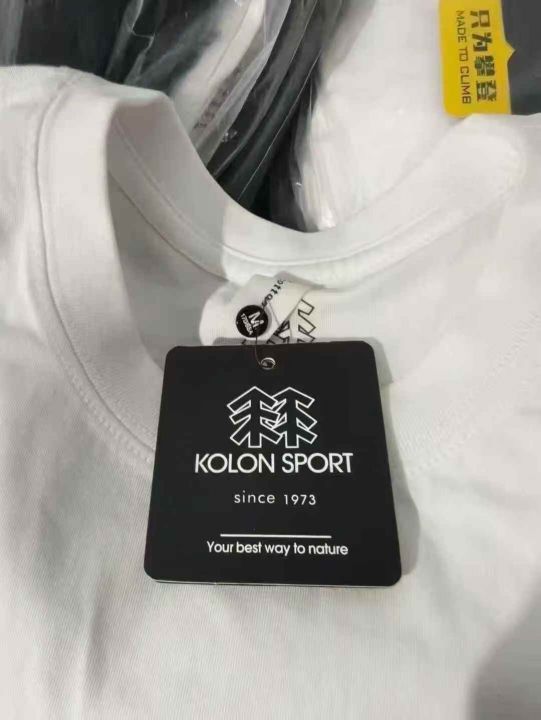 只为攀登
MADE TO CLIMB
M
KOLON SPORT
since 1973
Your best way to nature